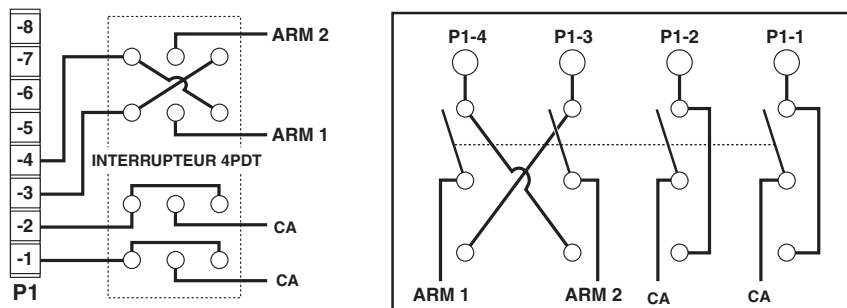 -8
-7
-6
-5
-4
-3
-2
-1
P1
ARM 2
ARM 1
INTERRUPTEUR 4PDT
CA
CA
P1-4 P1-3 P1-2 P1-1
ARM 1 ARM 2 CA CA